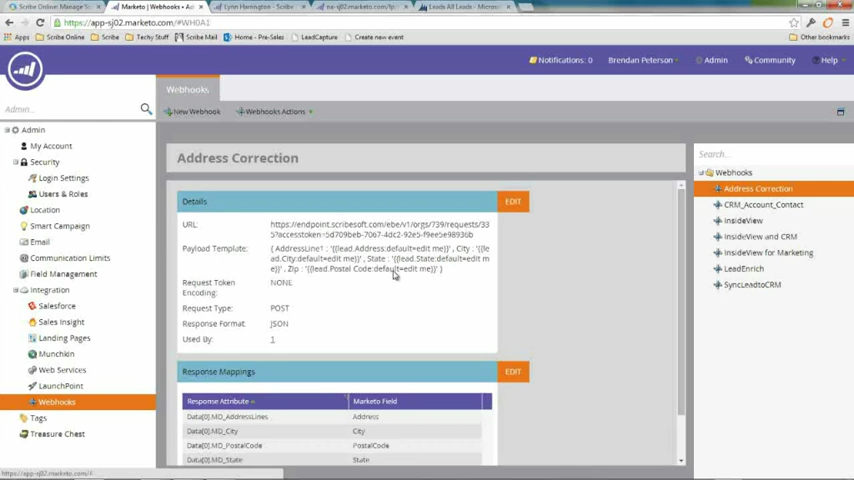 Scribe Online: Manage So
Marketo | Webhooks • Ad
Lynn Harrington - Scribe
na-sj02.marketo.com/lp
Leads All Leads - Micros
https://app-sj02.marketo.com/#WH0A1
Apps Scribe Online Scribe Techy Stuff Scribe Mail Home - Pre-Sales LeadCapture Create new event Other bookmarks
Notifications: 0 Brendan Peterson Admin Community Help
Webhooks
Admin...
New Webhook Webhooks Actions
Admin
My Account
Security
Login Settings
Users & Roles
Location
Smart Campaign
Email
Communication Limits
Field Management
Integration
Salesforce
Sales Insight
Landing Pages
Munchkin
Web Services
LaunchPoint
Webhooks
Tags
Treasure Chest
Address Correction
Details EDIT
URL: https://endpoint.scribesoft.com/ebe/v1/orgs/739/requests/33
5?accesstoken=5d709beb-7067-4dc2-92e5-f9ee5e98936b
Payload Template: { AddressLine1 : '{{lead.Address:default=edit me}}' , City : '{{le
ad.City:default=edit me}}' , State : '{{lead.State:default=edit m
e}}' , Zip : '{{lead.Postal Code:default=edit me}}' }
Request Token
Encoding: NONE
Request Type: POST
Response Format: JSON
Used By: 1
Response Mappings EDIT
Response Attribute Marketo Field
Data[0].MD_AddressLines Address
Data[0].MD_City City
Data[0].MD_PostalCode PostalCode
Data[0].MD_State State
Search...
Webhooks
Address Correction
CRM_Account_Contact
InsideView
InsideView and CRM
InsideView for Marketing
LeadEnrich
SyncLeadtoCRM
https://app-sj02.marketo.com/#